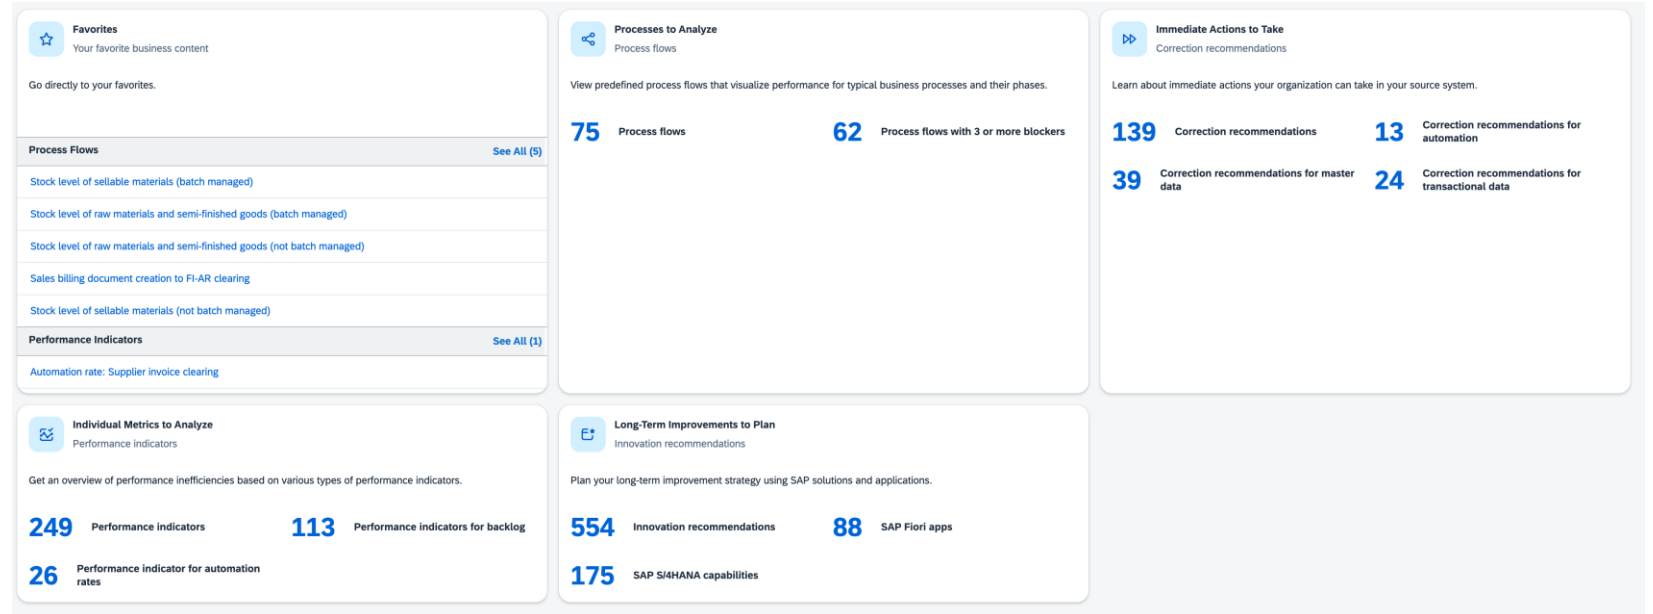 Favorites
Your favorite business content
Go directly to your favorites.
Process Flows
See All (5)
Stock level of sellable materials (batch managed)
Stock level of raw materials and semi-finished goods (batch managed)
Stock level of raw materials and semi-finished goods (not batch managed)
Sales billing document creation to FI-AR clearing
Stock level of sellable materials (not batch managed)
Performance Indicators
See All (1)
Automation rate: Supplier invoice clearing
Processes to Analyze
Process flows
View predefined process flows that visualize performance for typical business processes and their phases.
75 Process flows
62 Process flows with 3 or more blockers
Immediate Actions to Take
Correction recommendations
Learn about immediate actions your organization can take in your source system.
139 Correction recommendations
13 Correction recommendations for
automation
39 Correction recommendations for master
data
24 Correction recommendations for
transactional data
Individual Metrics to Analyze
Performance indicators
Get an overview of performance inefficiencies based on various types of performance indicators.
249 Performance indicators
113 Performance indicators for backlog
26 Performance indicator for automation
rates
Long-Term Improvements to Plan
Innovation recommendations
Plan your long-term improvement strategy using SAP solutions and applications.
554 Innovation recommendations
88 SAP Fiori apps
175 SAP S/4HANA capabilities